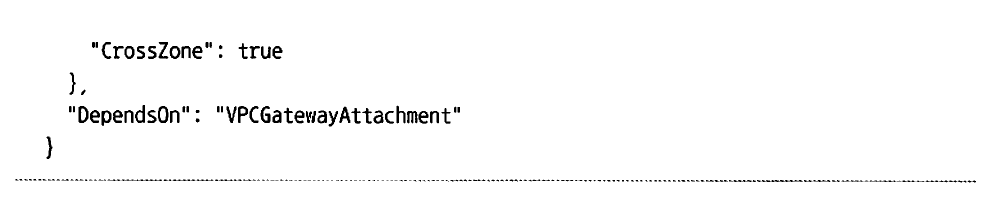 "CrossZone": true
},
"DependsOn": "VPCGatewayAttachment"
}